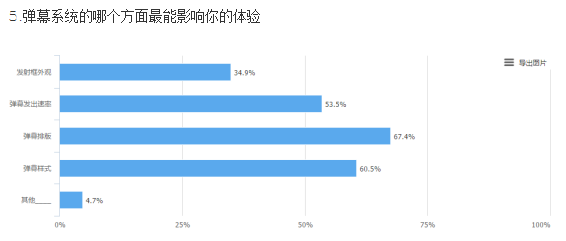 5.弹幕系统的哪个方面最能影响你的体验
导出图片
发射框外观 34.9%
弹幕发出速率 53.5%
弹幕排版 67.4%
弹幕样式 60.5%
其他____ 4.7%
0% 25% 50% 75% 100%